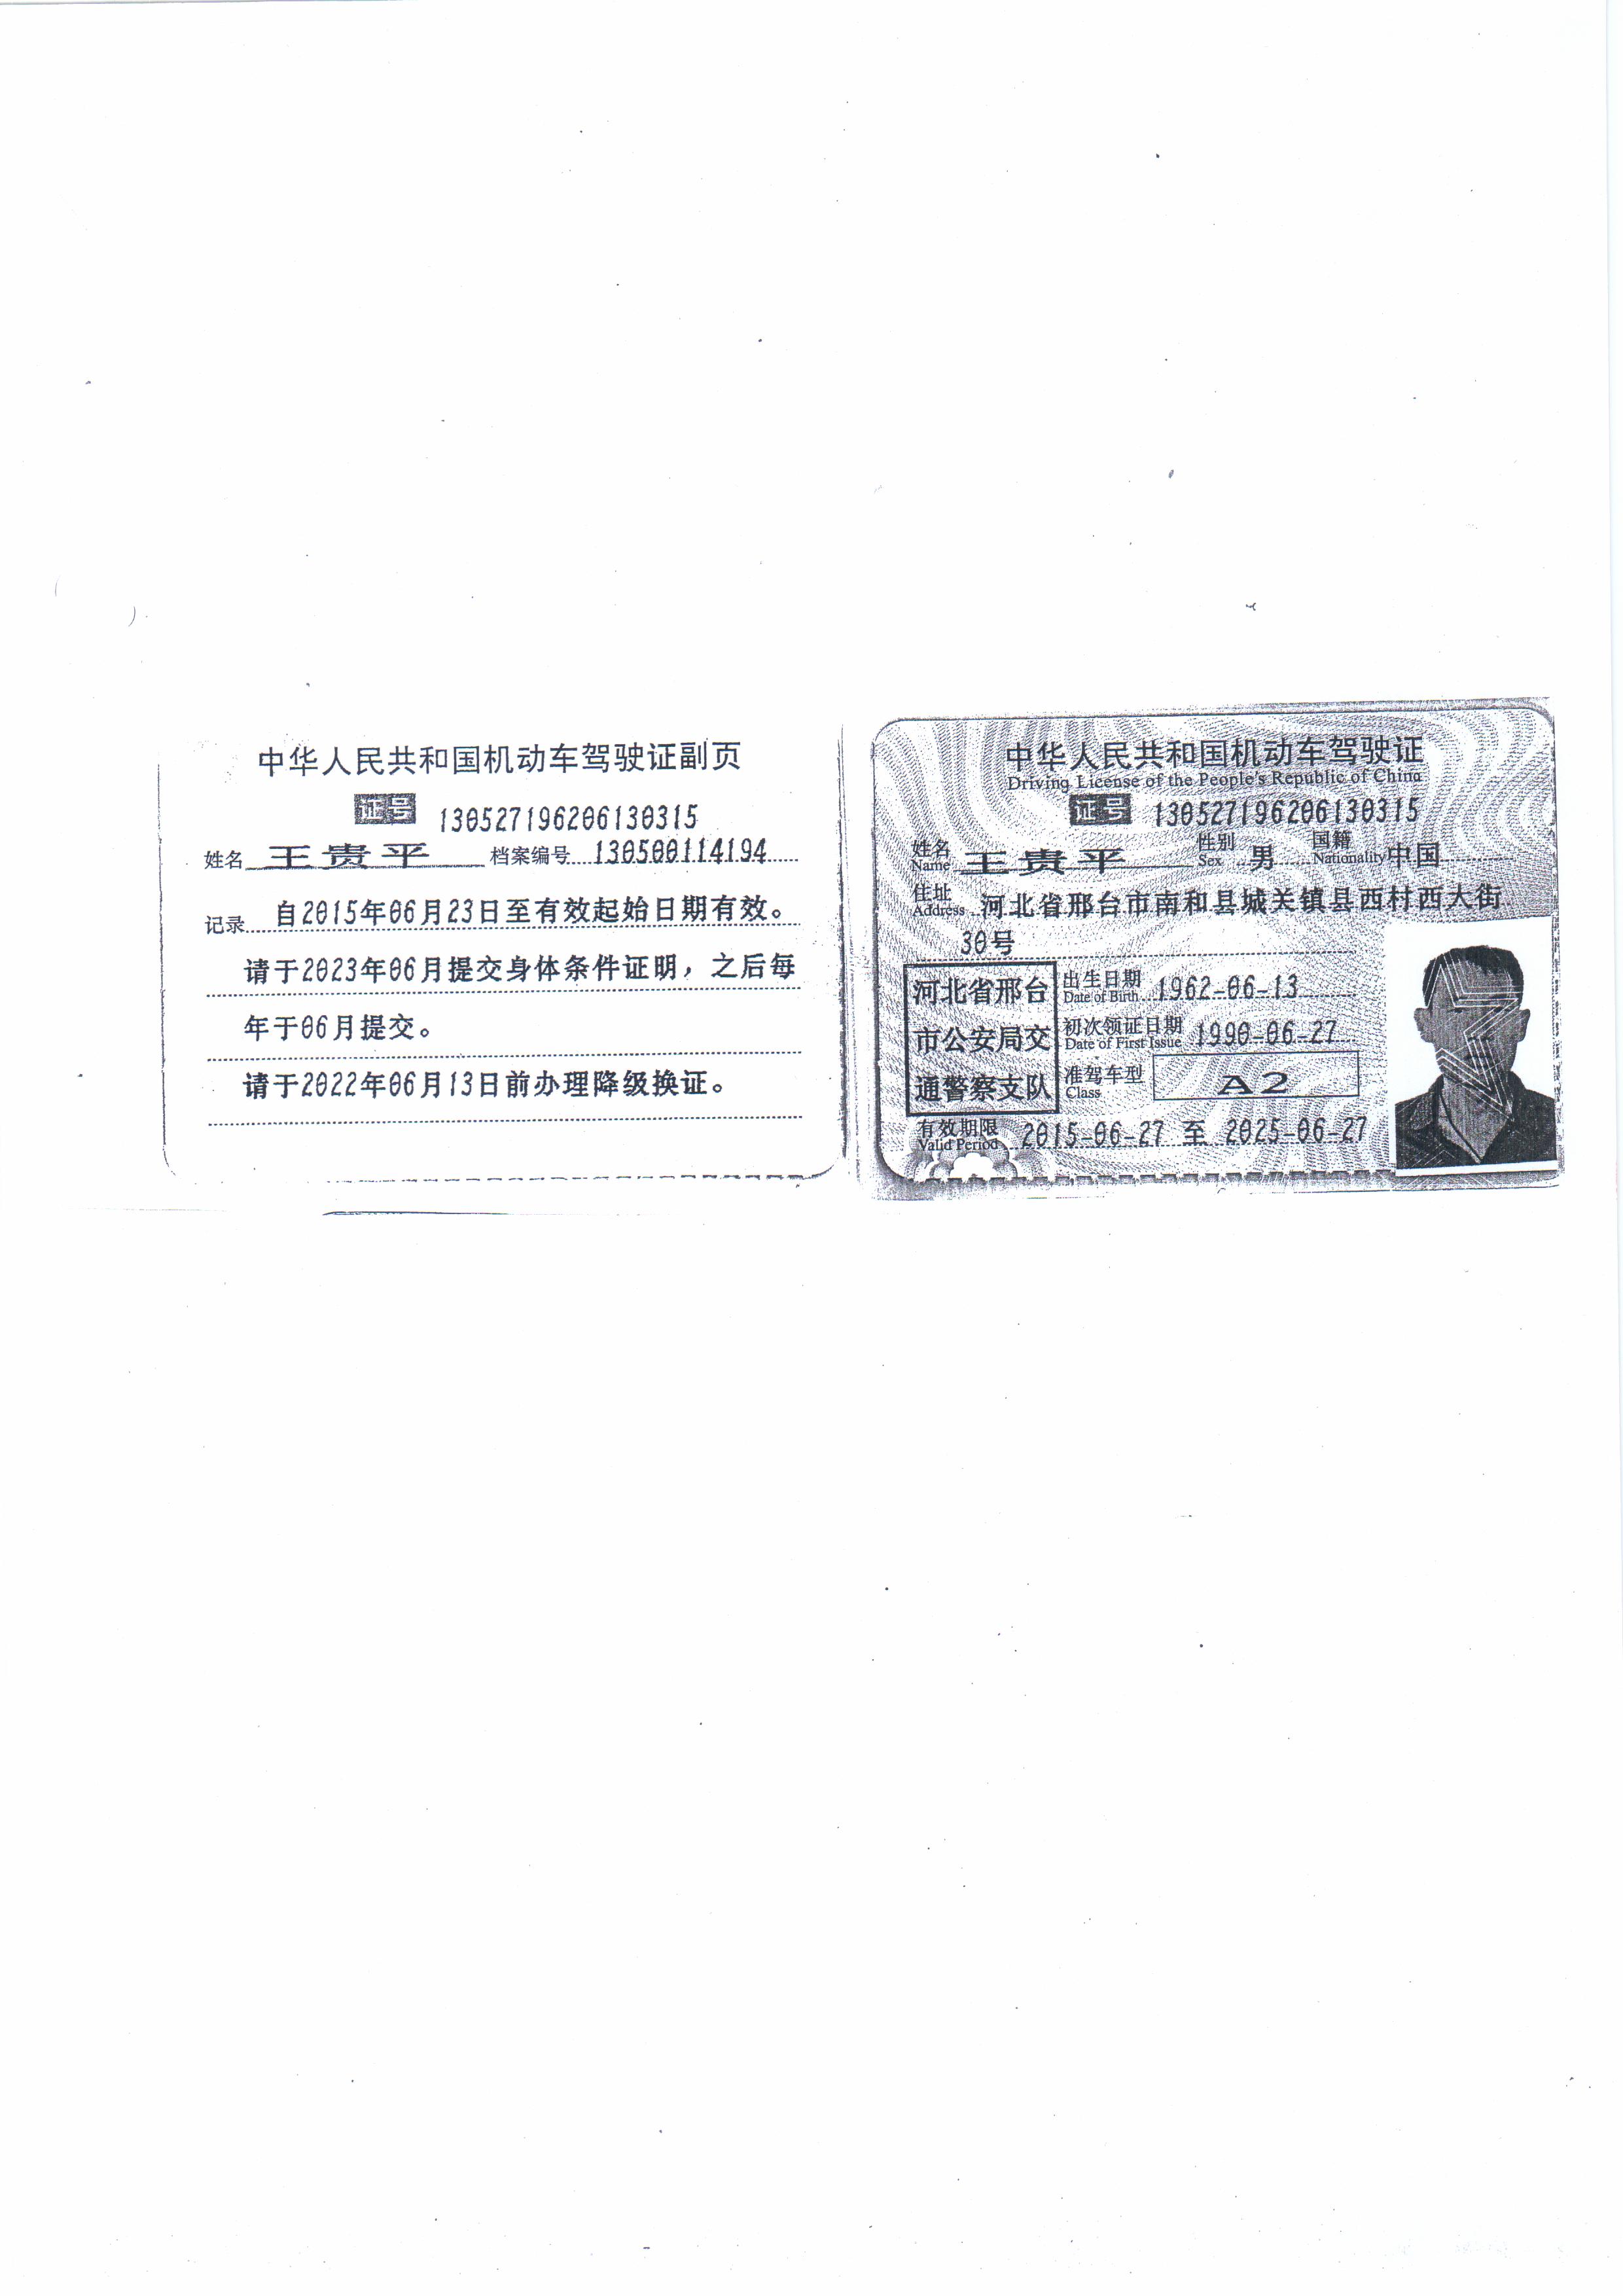 中华人民共和国机动车驾驶证副页
证号 130527196206130315
姓名 王贵平 档案编号 130500114194
记录 自2015年06月23日至有效起始日期有效。
请于2023年06月提交身体条件证明，之后每
年于06月提交。
请于2022年06月13日前办理降级换证。
中华人民共和国机动车驾驶证
Driving License of the People's Republic of China
证号 130527196206130315
姓名 王贵平 性别 男 国籍 中国
Name Sex Nationality
住址 河北省邢台市南和县城关镇县西村西大街
Address
30号
河北省邢台
市公安局交
通警察支队
出生日期 1962-06-13
Date of Birth
初次领证日期 1990-06-27
Date of First Issue
准驾车型 A2
Class
有效期限 2015-06-27 至 2025-06-27
Valid Period